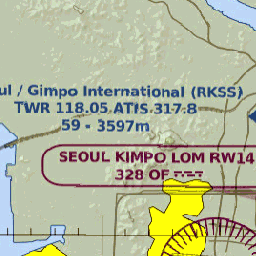 ul / Gimpo International (RKSS)
TWR 118.05 ATIS 317.8
59 - 3597m
SEOUL KIMPO LOM RW14
328 OF